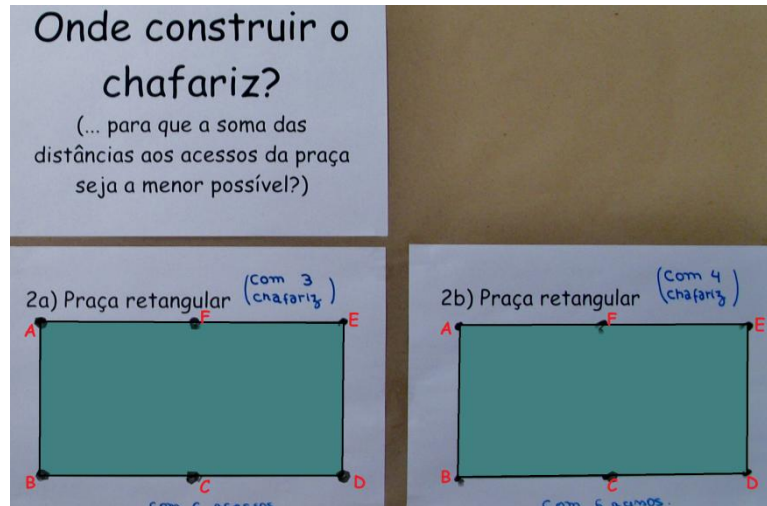 Onde construir o
chafariz?
(... para que a soma das
distâncias aos acessos da praça
seja a menor possível?)
2a) Praça retangular (com 3
chafariz)
A F E
B C D
2b) Praça retangular (com 4
chafariz)
A F E
B C D